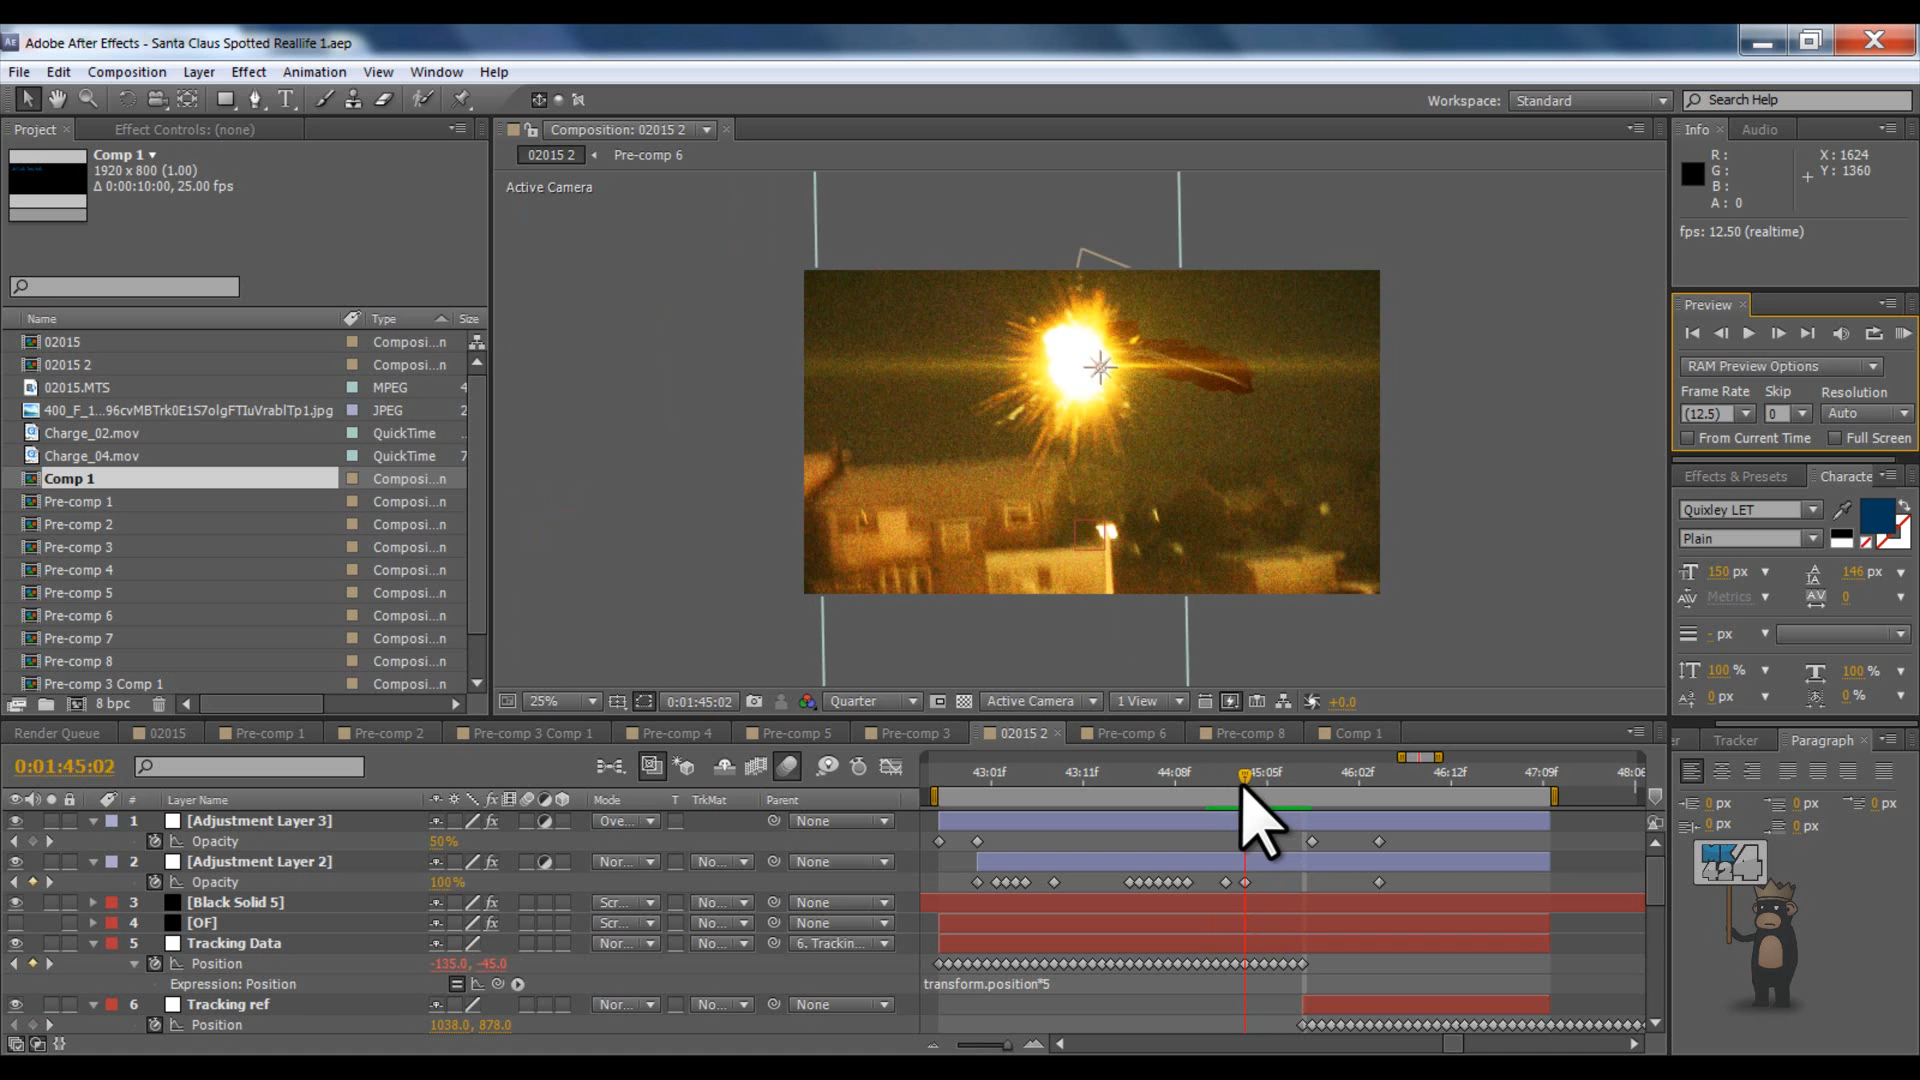 Adobe After Effects - Santa Claus Spotted Reallife 1.aep
File Edit Composition Layer Effect Animation View Window Help
Workspace: Standard Search Help
Project Effect Controls: (none)
Comp 1
1920 x 800 (1.00)
Δ 0:00:10:00, 25.00 fps
Name Type Size
02015 Composi...n
02015 2 Composi...n
02015.MTS MPEG 4
400_F_1...96cvMBTrk0E1S7olgFTIuVrablTp1.jpg JPEG 2
Charge_02.mov QuickTime ..
Charge_04.mov QuickTime 7
Comp 1 Composi...n
Pre-comp 1 Composi...n
Pre-comp 2 Composi...n
Pre-comp 3 Composi...n
Pre-comp 4 Composi...n
Pre-comp 5 Composi...n
Pre-comp 6 Composi...n
Pre-comp 7 Composi...n
Pre-comp 8 Composi...n
Pre-comp 3 Comp 1 Composi...n
8 bpc
Composition: 02015 2
02015 2 Pre-comp 6
Active Camera
25% 0:01:45:02 Quarter Active Camera 1 View +0.0
Info Audio
R : X : 1624
G : Y : 1360
B :
A : 0
fps: 12.50 (realtime)
Preview
RAM Preview Options
Frame Rate Skip Resolution
(12.5) 0 Auto
From Current Time Full Screen
Effects & Presets Characte
Quixley LET
Plain
150 px 146 px
Metrics 0
- px
100 % 100 %
0 px 0 %
Render Queue 02015 Pre-comp 1 Pre-comp 2 Pre-comp 3 Comp 1 Pre-comp 4 Pre-comp 5 Pre-comp 3 02015 2 Pre-comp 6 Pre-comp 8 Comp 1
er Tracker Paragraph
0:01:45:02
43:01f 43:11f 44:08f 45:05f 46:02f 46:12f 47:09f 48:06
# Layer Name Mode T TrkMat Parent
1 [Adjustment Layer 3] Ove... None
Opacity 50%
2 [Adjustment Layer 2] Nor... No... None
Opacity 100%
3 [Black Solid 5] Scr... No... None
4 [OF] Scr... No... None
5 Tracking Data Nor... No... 6. Trackin...
Position -135.0, -45.0
Expression: Position transform.position*5
6 Tracking ref Nor... No... None
Position 1038.0, 878.0
0 px 0 px 0 px
0 px 0 px
MK42